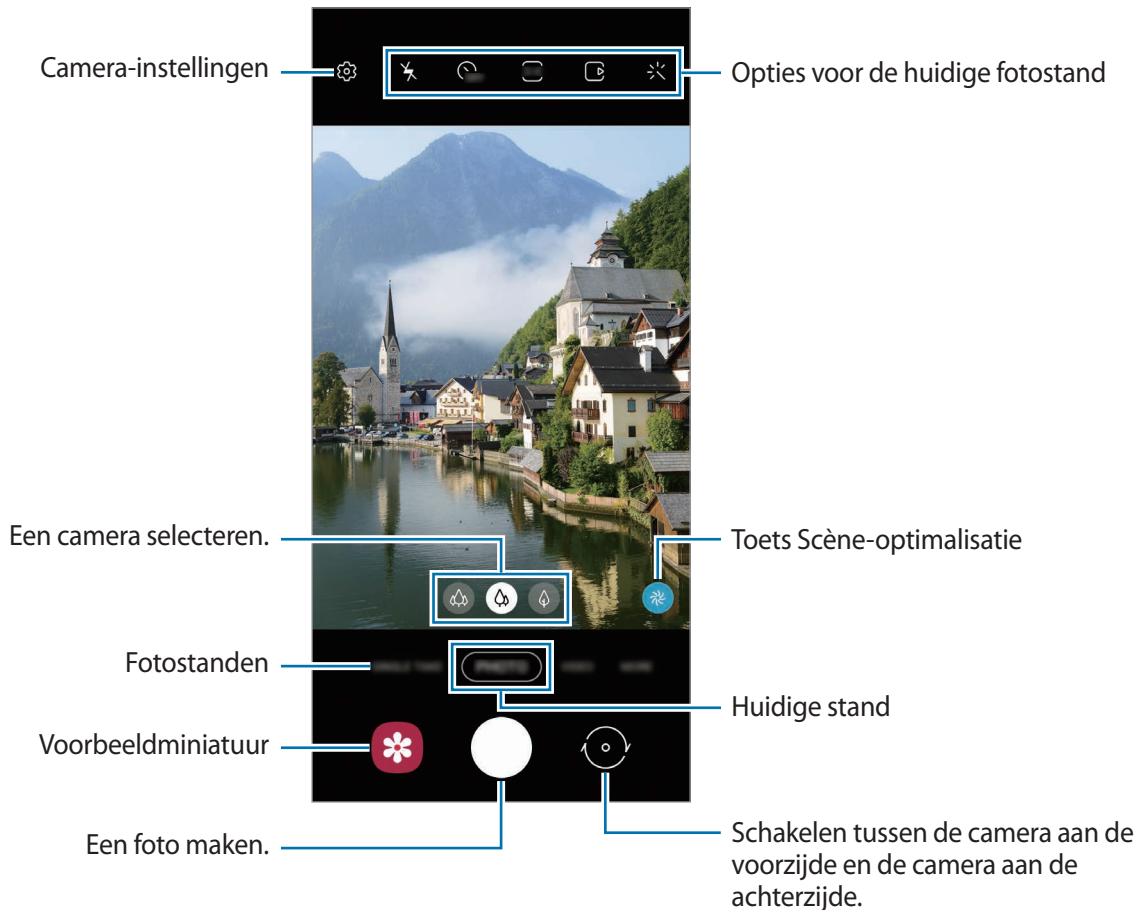 Camera-instellingen
Opties voor de huidige fotostand
Een camera selecteren.
Toets Scène-optimalisatie
Fotostanden
PHOTO
Huidige stand
Voorbeeldminiatuur
Een foto maken.
Schakelen tussen de camera aan de
voorzijde en de camera aan de
achterzijde.